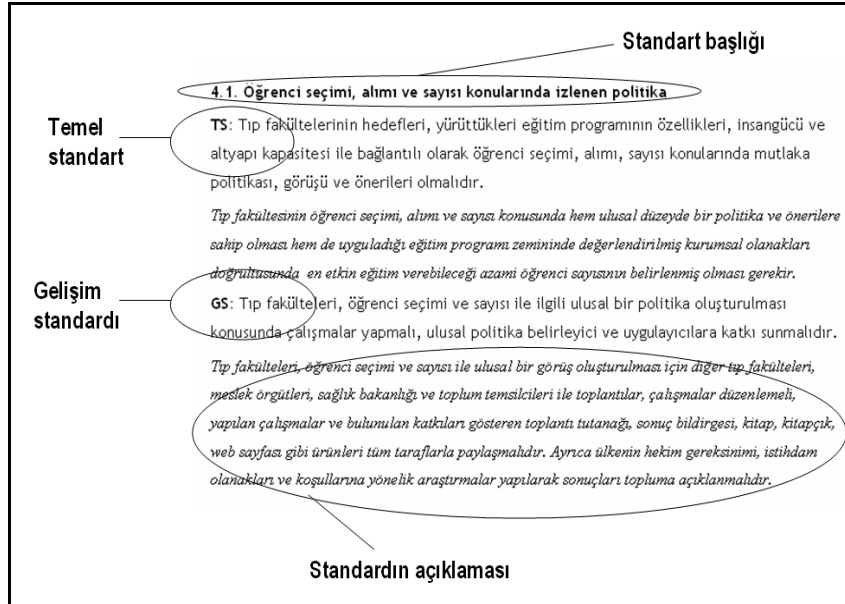 Standart başlığı
4.1. Öğrenci seçimi, alımı ve sayısı konularında izlenen politika
Temel
standart
TS: Tıp fakültelerinin hedefleri, yürüttükleri eğitim programının özellikleri, insangücü ve
altyapı kapasitesi ile bağlantılı olarak öğrenci seçimi, alımı, sayısı konularında mutlaka
politikası, görüşü ve önerileri olmalıdır.
Tıp fakültesinin öğrenci seçimi, alımı ve sayısı konusunda hem ulusal düzeyde bir politika ve önerilere
sahip olması hem de uyguladığı eğitim programı zemininde değerlendirilmiş kurumsal olanakları
doğrultusunda en etkin eğitim verebileceği azami öğrenci sayısının belirlenmiş olması gerekir.
Gelişim
standardı
GS: Tıp fakülteleri, öğrenci seçimi ve sayısı ile ilgili ulusal bir politika oluşturulması
konusunda çalışmalar yapmalı, ulusal politika belirleyici ve uygulayıcılara katkı sunmalıdır.
Tıp fakülteleri, öğrenci seçimi ve sayısı ile ulusal bir görüş oluşturulması için diğer tıp fakülteleri,
meslek örgütleri, sağlık bakanlığı ve toplum temsilcileri ile toplantılar, çalışmalar düzenlemeli,
yapılan çalışmalar ve bulunulan katkıları gösteren toplantı tutanağı, sonuç bildirgesi, kitap, kitapçık,
web sayfası gibi ürünleri tüm taraflarla paylaşmalıdır. Ayrıca ülkenin hekim gereksinimi, istihdam
olanakları ve koşullarına yönelik araştırmalar yapılarak sonuçları topluma açıklanmalıdır.
Standardın açıklaması